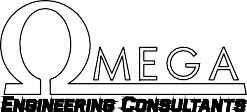 ΩMEGA
ENGINEERING CONSULTANTS